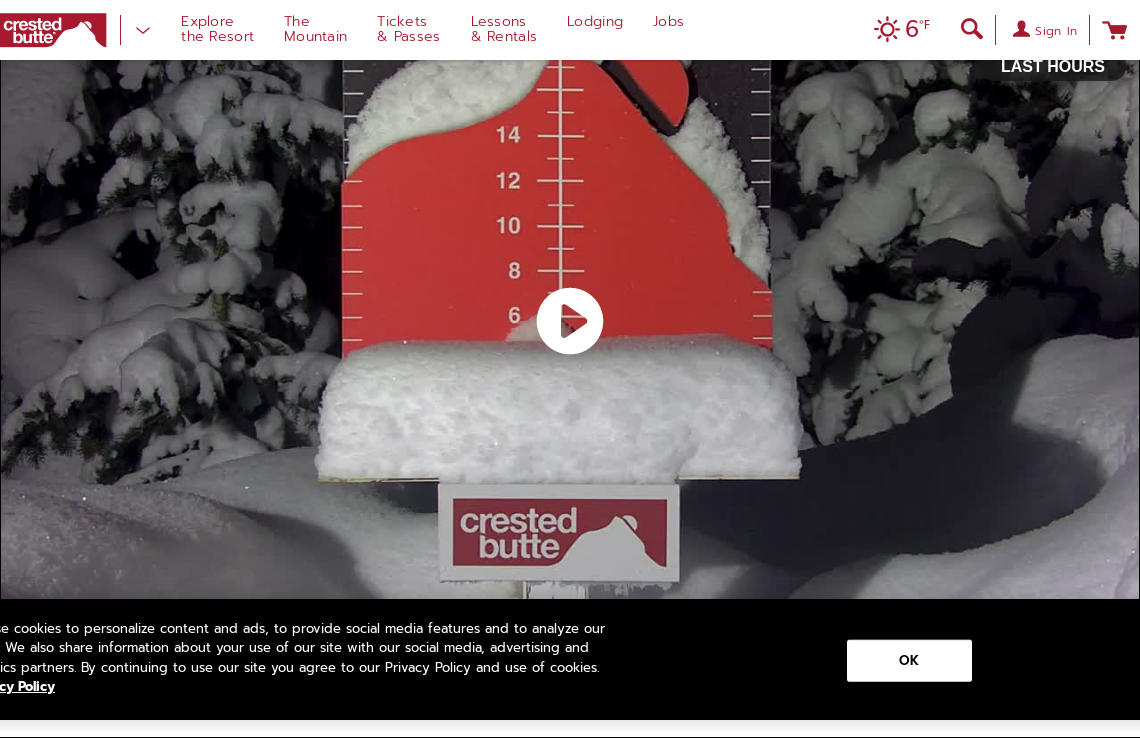 crested
butte
Explore
the Resort
The
Mountain
Tickets
& Passes
Lessons
& Rentals
Lodging
Jobs
6°F
Sign In
LAST HOURS
14
12
10
8
6
crested
butte
cookies to personalize content and ads, to provide social media features and to analyze our
We also share information about your use of our site with our social media, advertising and
partners. By continuing to use our site you agree to our Privacy Policy and use of cookies.
Policy
OK